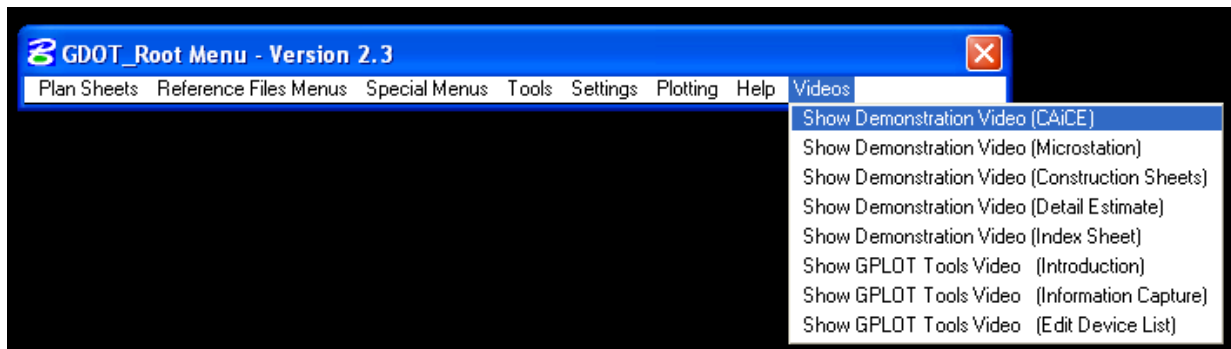 GDOT_Root Menu - Version 2.3
Plan Sheets Reference Files Menus Special Menus Tools Settings Plotting Help Videos
Show Demonstration Video (CAiCE)
Show Demonstration Video (Microstation)
Show Demonstration Video (Construction Sheets)
Show Demonstration Video (Detail Estimate)
Show Demonstration Video (Index Sheet)
Show GPLOT Tools Video (Introduction)
Show GPLOT Tools Video (Information Capture)
Show GPLOT Tools Video (Edit Device List)